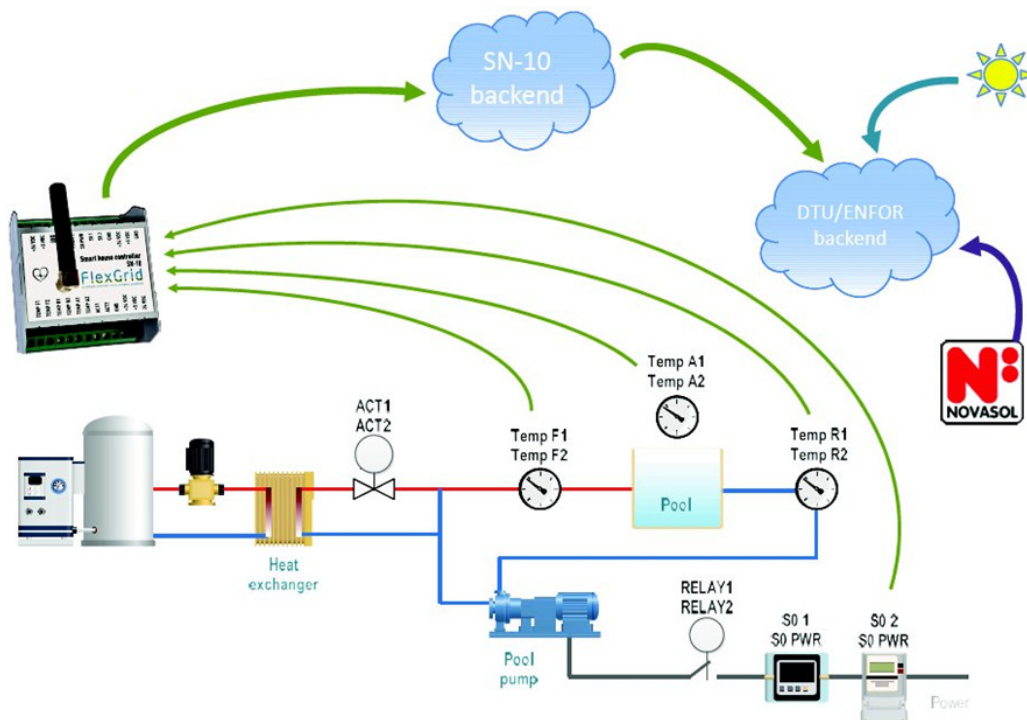 SN-10
backend
DTU/ENFOR
backend
Smart house controller
SN-10
FlexGrid
NOVASOL
Temp A1
Temp A2
ACT1
ACT2
Temp F1
Temp F2
Temp R1
Temp R2
Pool
Heat
exchanger
RELAY1
RELAY2
S0 1
S0 PWR
S0 2
S0 PWR
Pool
pump
Power